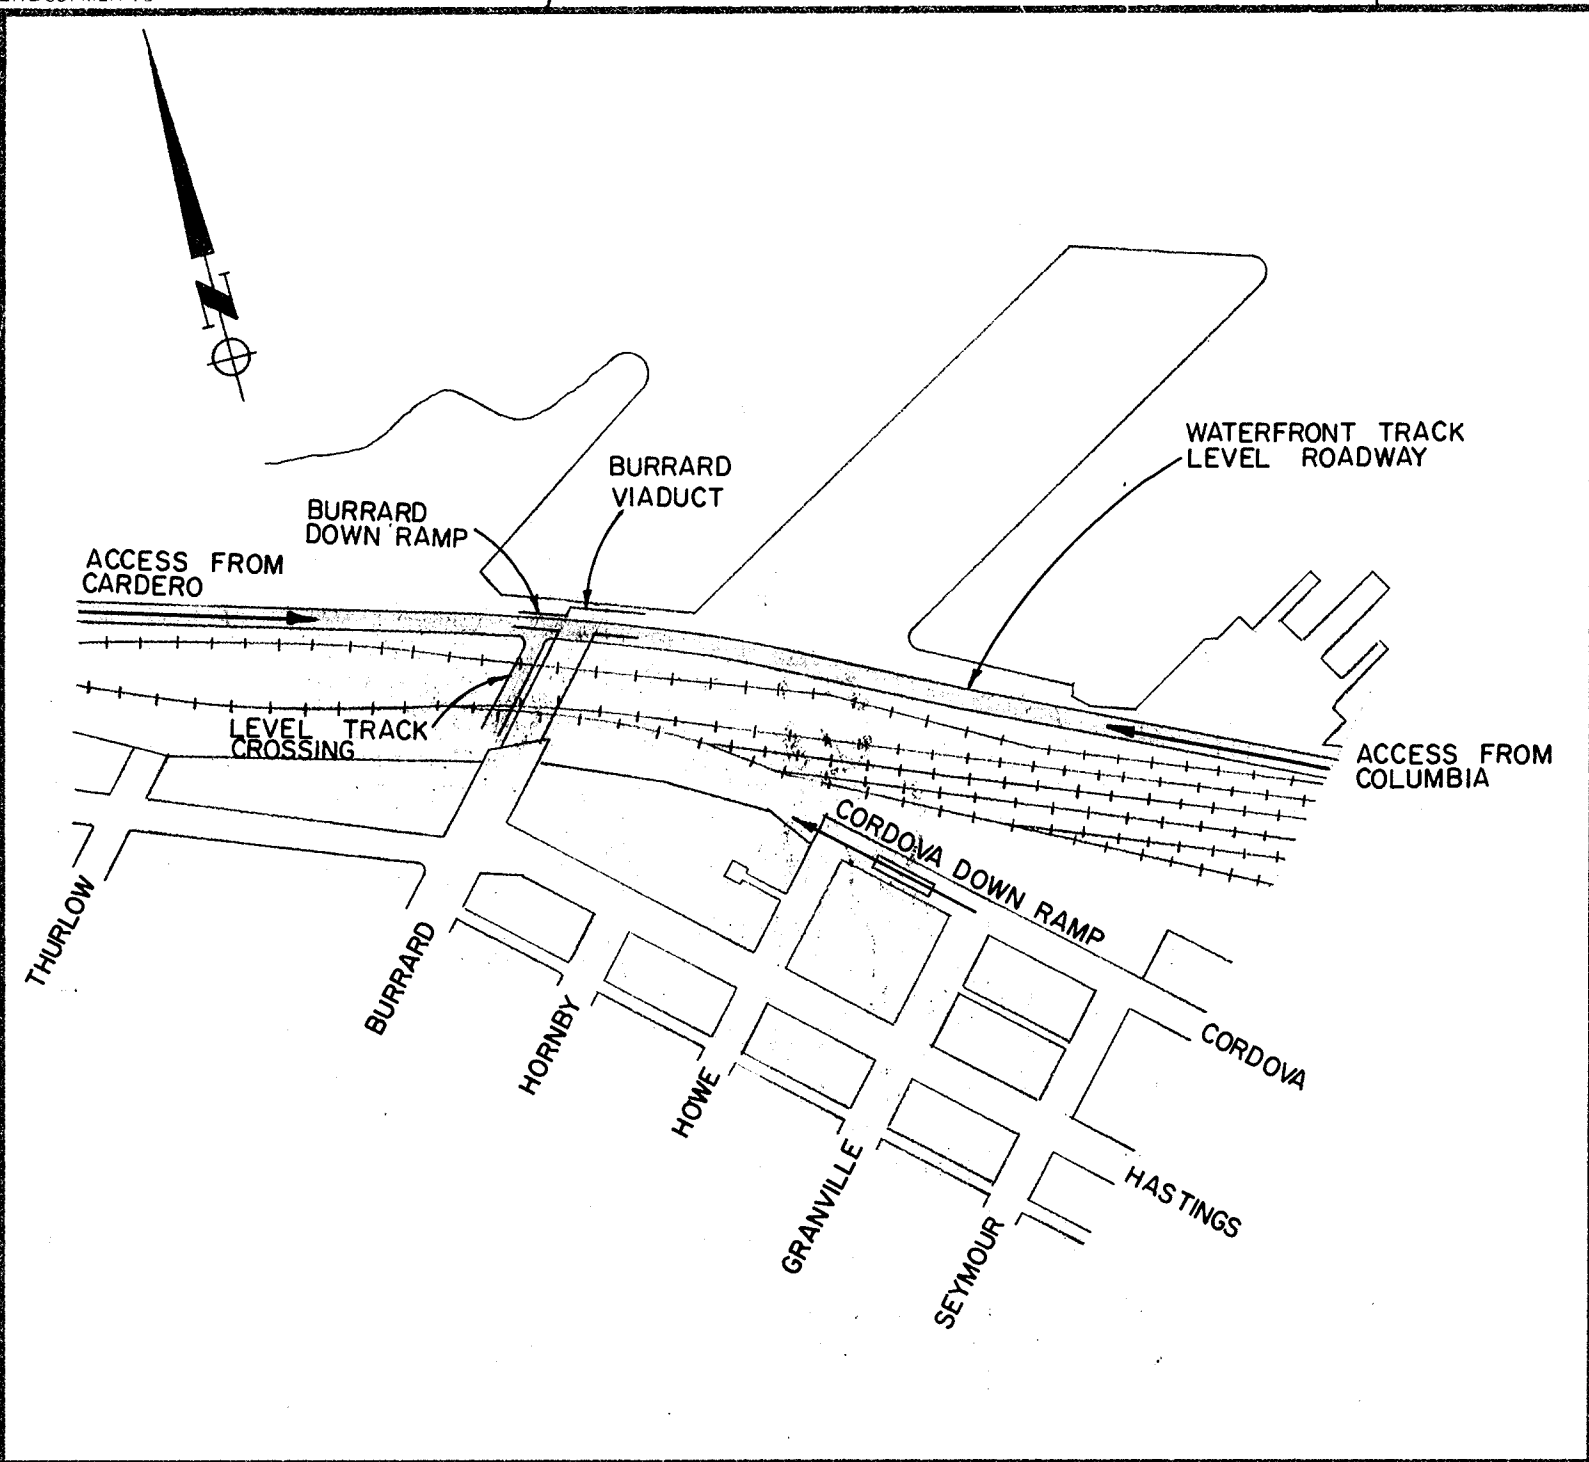 N
WATERFRONT TRACK
LEVEL ROADWAY
BURRARD
VIADUCT
BURRARD
DOWN RAMP
ACCESS FROM
CARDERO
LEVEL TRACK
CROSSING
ACCESS FROM
COLUMBIA
CORDOVA DOWN RAMP
THURLOW
BURRARD
HORNBY
HOWE
GRANVILLE
SEYMOUR
CORDOVA
HASTINGS